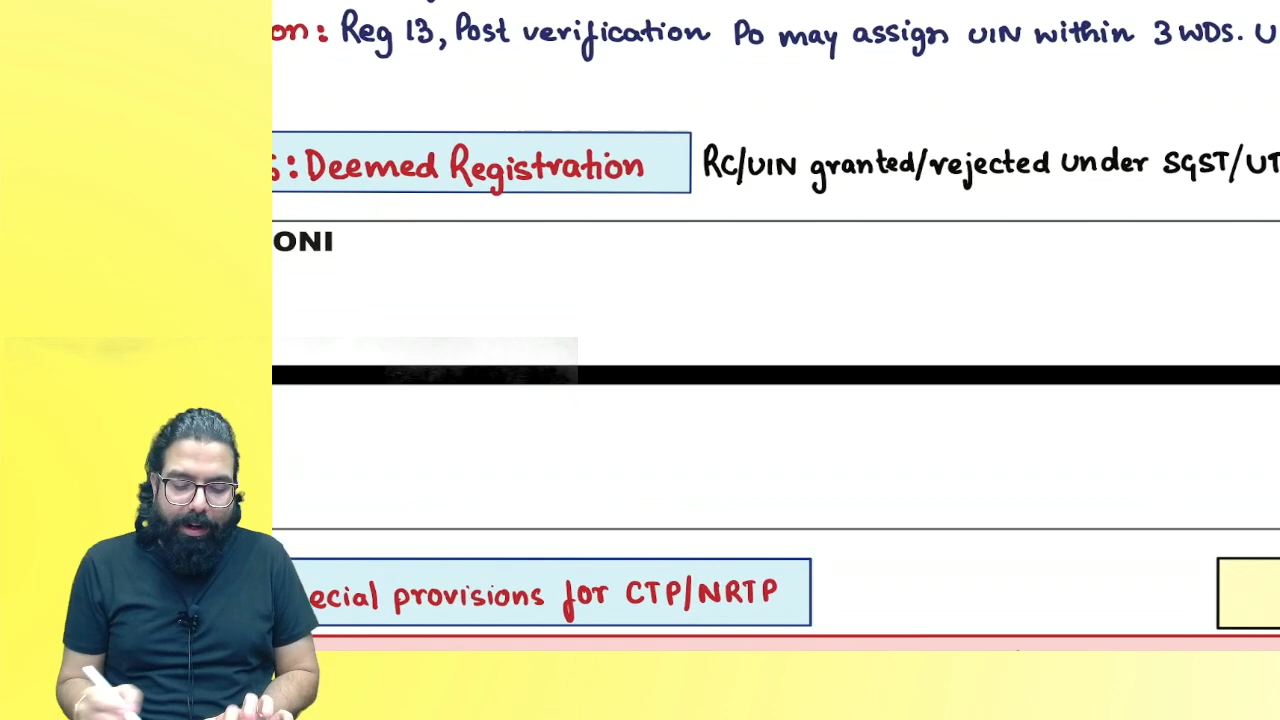 on: Reg 13, Post verification PO may assign UIN within 3 WDS. U
S: Deemed Registration RC/UIN granted/rejected under SGST/UT
ONI
ecial provisions for CTP/NRTP